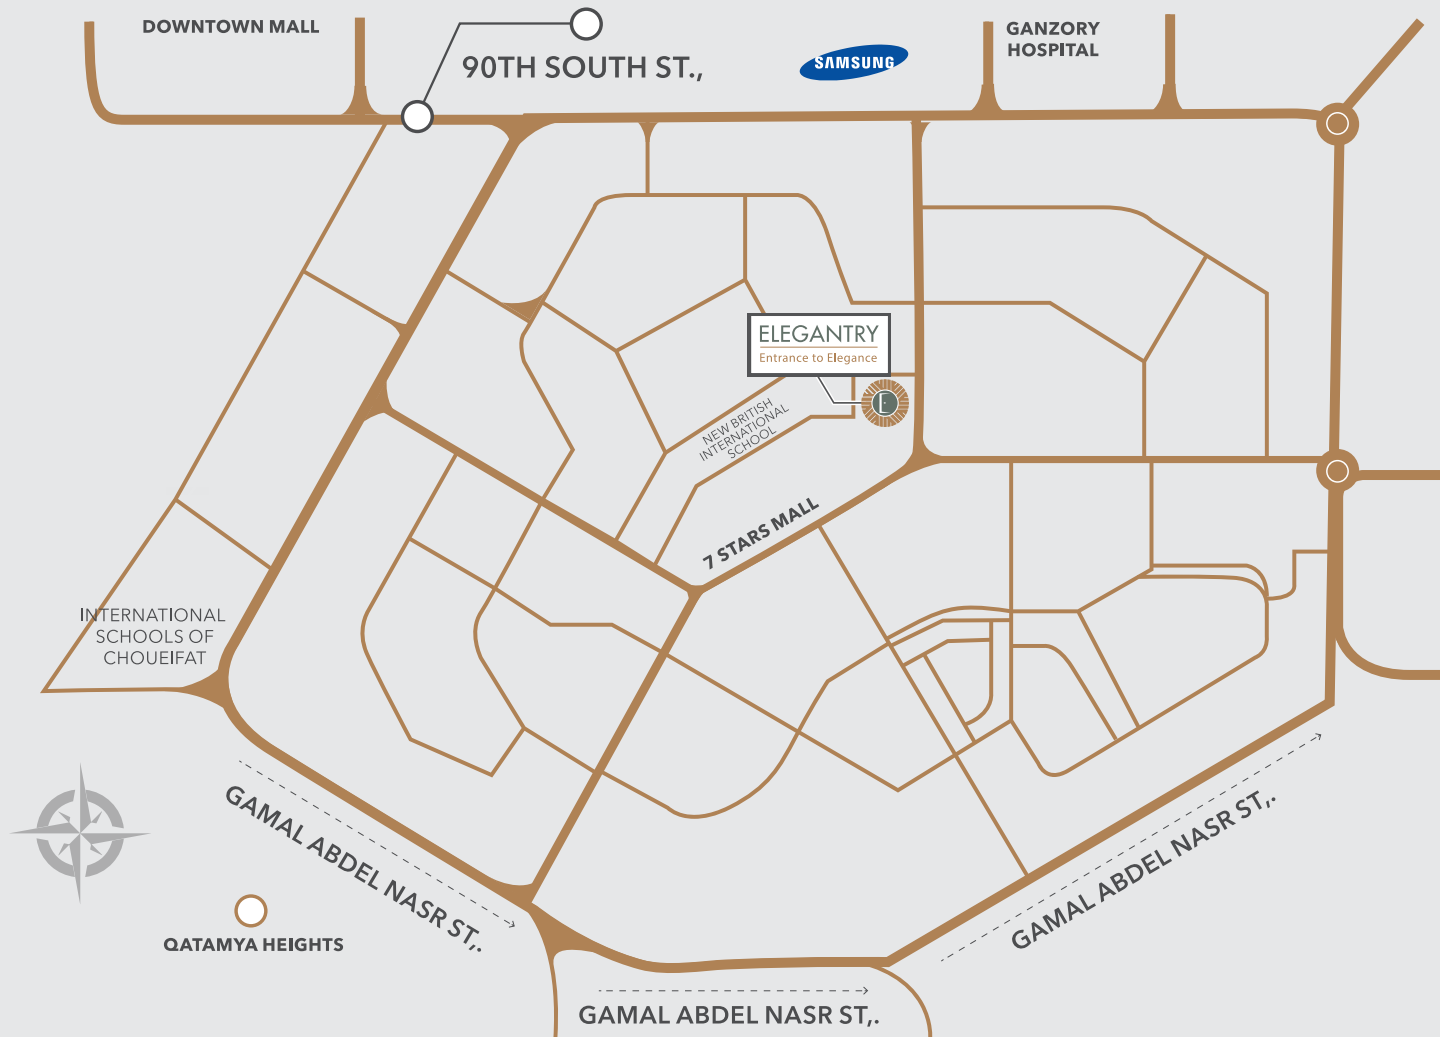 DOWNTOWN MALL
90TH SOUTH ST.,
SAMSUNG
GANZORY
HOSPITAL
ELEGANTRY
Entrance to Elegance
E
NEW BRITISH
INTERNATIONAL
SCHOOL
7 STARS MALL
INTERNATIONAL
SCHOOLS OF
CHOUEIFAT
GAMAL ABDEL NASR ST,.
GAMAL ABDEL NASR ST,.
QATAMYA HEIGHTS
GAMAL ABDEL NASR ST,.